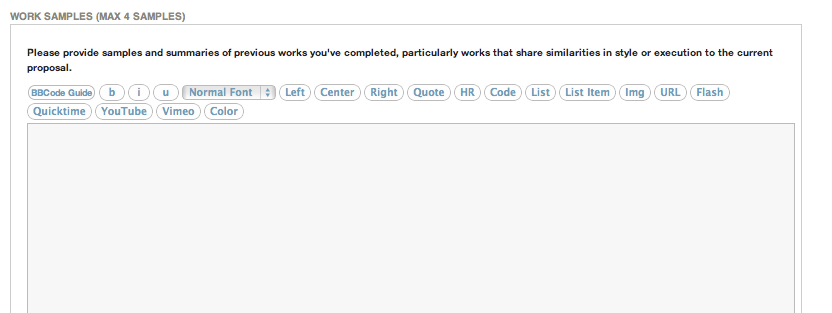 WORK SAMPLES (MAX 4 SAMPLES)
Please provide samples and summaries of previous works you've completed, particularly works that share similarities in style or execution to the current
proposal.
BBCode Guide b i u Normal Font Left Center Right Quote HR Code List List Item Img URL Flash
Quicktime YouTube Vimeo Color